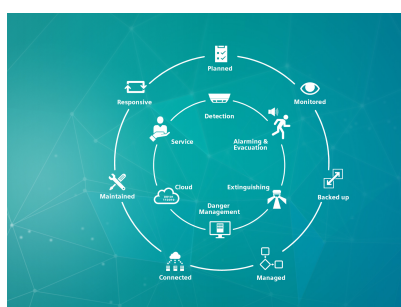 Planned
Responsive
Monitored
Detection
Service
Alarming &
Evacuation
Cloud
Extinguishing
Maintained
Backed up
Danger
Management
Connected
Managed